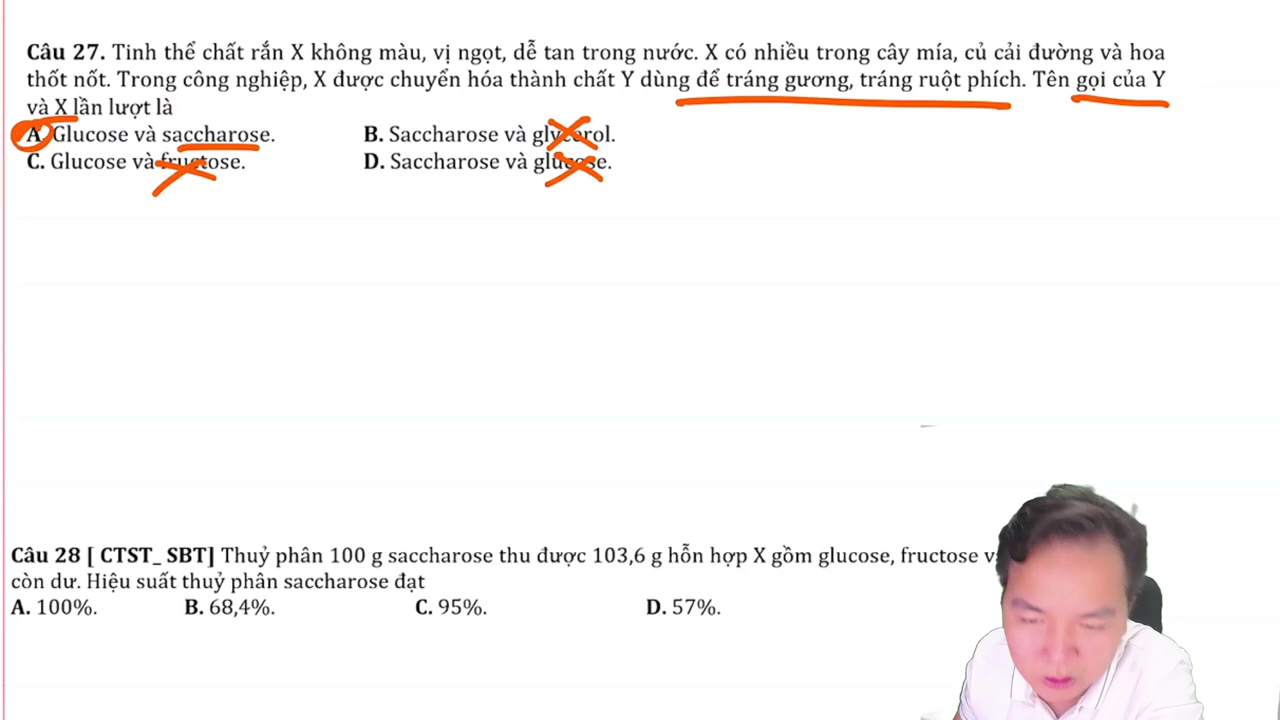 Câu 27. Tinh thể chất rắn X không màu, vị ngọt, dễ tan trong nước. X có nhiều trong cây mía, củ cải đường và hoa
thốt nốt. Trong công nghiệp, X được chuyển hóa thành chất Y dùng để tráng gương, tráng ruột phích. Tên gọi của Y
và X lần lượt là
A. Glucose và saccharose. B. Saccharose và glycerol.
C. Glucose và fructose. D. Saccharose và glucose.
Câu 28 [ CTST_ SBT] Thuỷ phân 100 g saccharose thu được 103,6 g hỗn hợp X gồm glucose, fructose
còn dư. Hiệu suất thuỷ phân saccharose đạt
A. 100%. B. 68,4%. C. 95%. D. 57%.